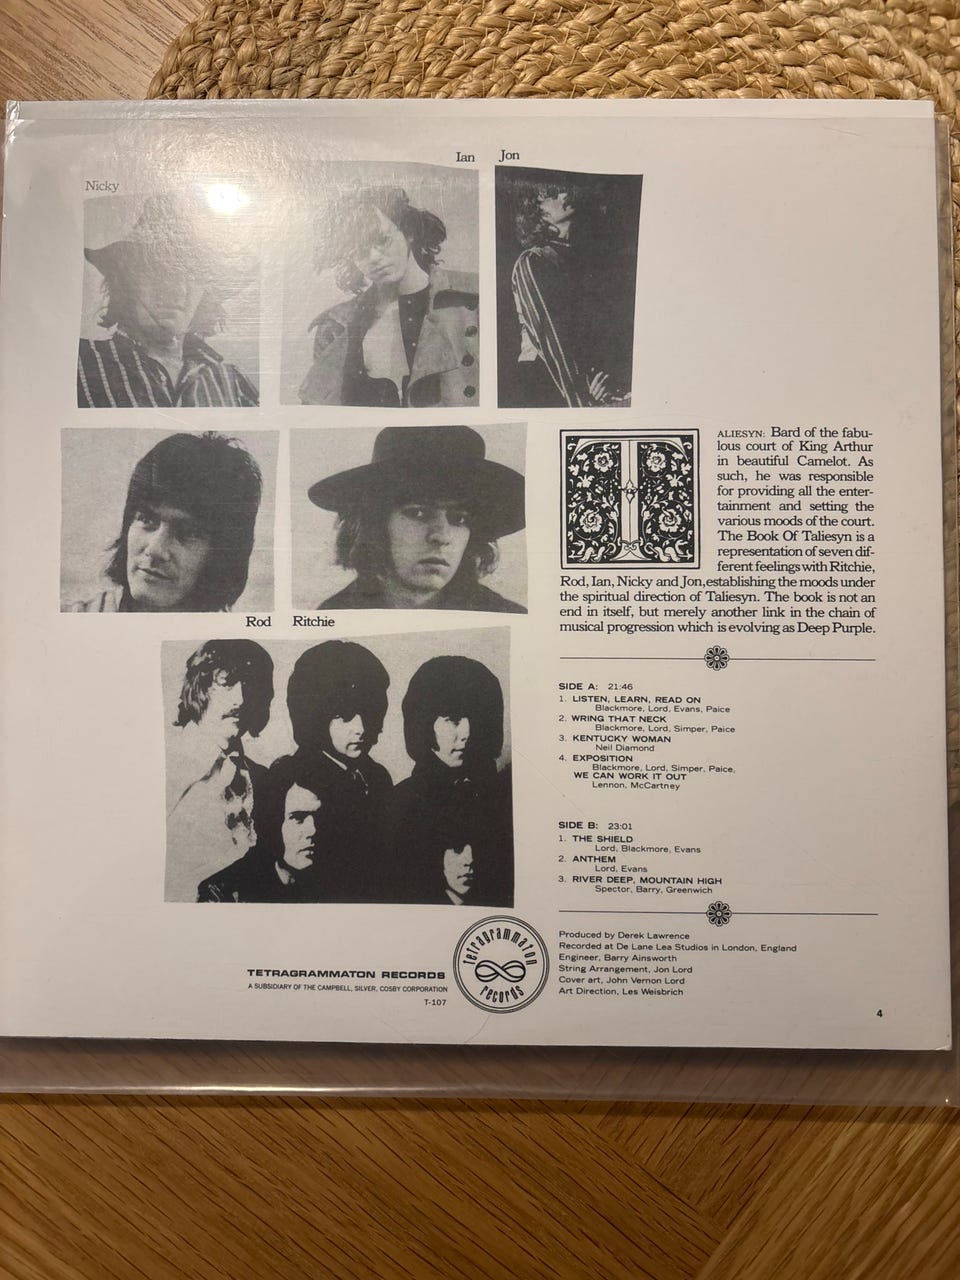 Ian Jon
Nicky
Rod Ritchie
T
ALIESYN: Bard of the fabu-
lous court of King Arthur
in beautiful Camelot. As
such, he was responsible
for providing all the enter-
tainment and setting the
various moods of the court.
The Book Of Taliesyn is a
representation of seven dif-
ferent feelings with Ritchie,
Rod, Ian, Nicky and Jon, establishing the moods under
the spiritual direction of Taliesyn. The book is not an
end in itself, but merely another link in the chain of
musical progression which is evolving as Deep Purple.
SIDE A: 21:46
1. LISTEN, LEARN, READ ON
Blackmore, Lord, Evans, Paice
2. WRING THAT NECK
Blackmore, Lord, Simper, Paice
3. KENTUCKY WOMAN
Neil Diamond
4. EXPOSITION
Blackmore, Lord, Simper, Paice,
WE CAN WORK IT OUT
Lennon, McCartney
SIDE B: 23:01
1. THE SHIELD
Lord, Blackmore, Evans
2. ANTHEM
Lord, Evans
3. RIVER DEEP, MOUNTAIN HIGH
Spector, Barry, Greenwich
Produced by Derek Lawrence
Recorded at De Lane Lea Studios in London, England
Engineer, Barry Ainsworth
String Arrangement, Jon Lord
Cover art, John Vernon Lord
Art Direction, Les Weisbrich
tetragrammaton
records
TETRAGRAMMATON RECORDS
A SUBSIDIARY OF THE CAMPBELL, SILVER, COSBY CORPORATION
T-107
4